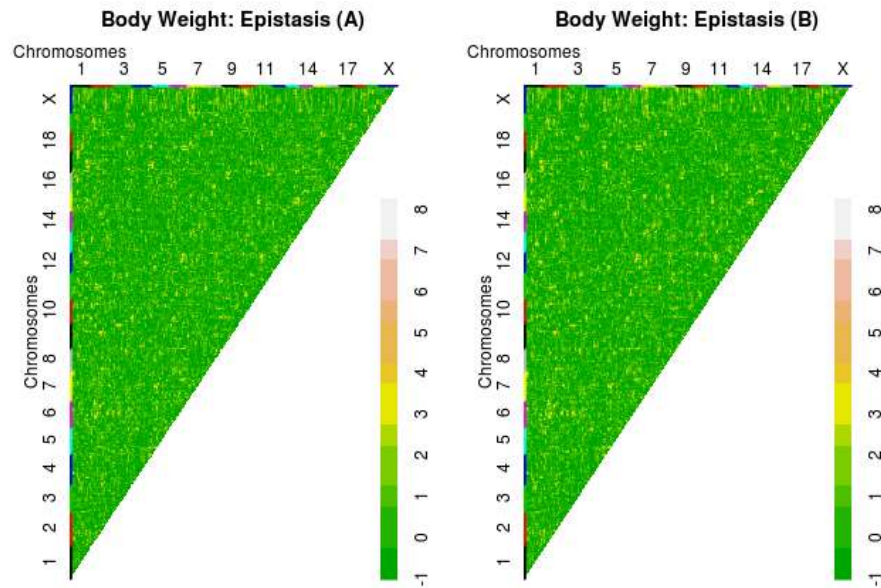 Body Weight: Epistasis (A)
Chromosomes
1 3 5 7 9 11 14 17 X
Chromosomes
1 2 3 4 5 6 7 8 10 12 14 16 18 X
-1 0 1 2 3 4 5 6 7 8
Body Weight: Epistasis (B)
Chromosomes
1 3 5 7 9 11 14 17 X
Chromosomes
1 2 3 4 5 6 7 8 10 12 14 16 18 X
-1 0 1 2 3 4 5 6 7 8